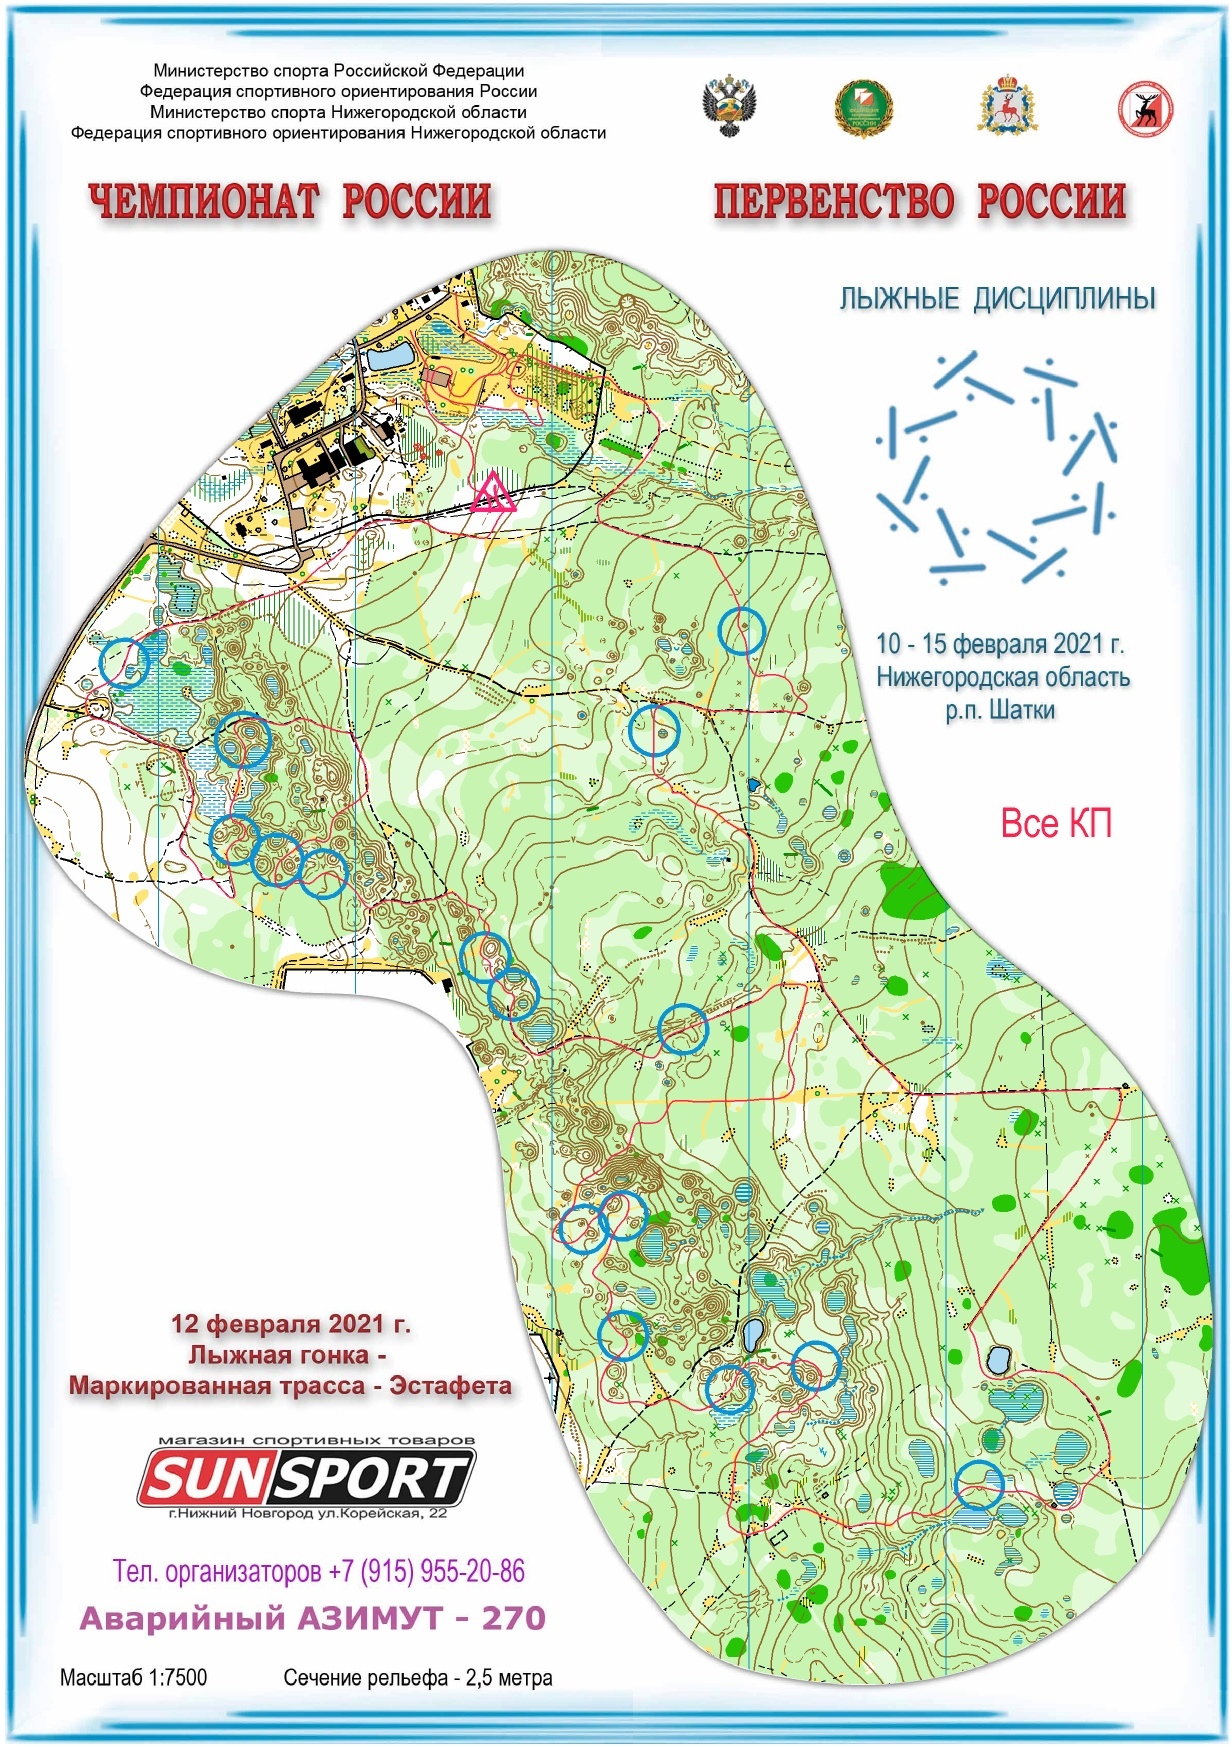 Министерство спорта Российской Федерации
Федерация спортивного ориентирования России
Министерство спорта Нижегородской области
Федерация спортивного ориентирования Нижегородской области
ЧЕМПИОНАТ РОССИИ
ПЕРВЕНСТВО РОССИИ
ЛЫЖНЫЕ ДИСЦИПЛИНЫ
10 - 15 февраля 2021 г.
Нижегородская область
р.п. Шатки
Все КП
12 февраля 2021 г.
Лыжная гонка -
Маркированная трасса - Эстафета
магазин спортивных товаров
SUNSPORT
г.Нижний Новгород ул.Корейская, 22
Тел. организаторов +7 (915) 955-20-86
Аварийный АЗИМУТ - 270
Масштаб 1:7500
Сечение рельефа - 2,5 метра